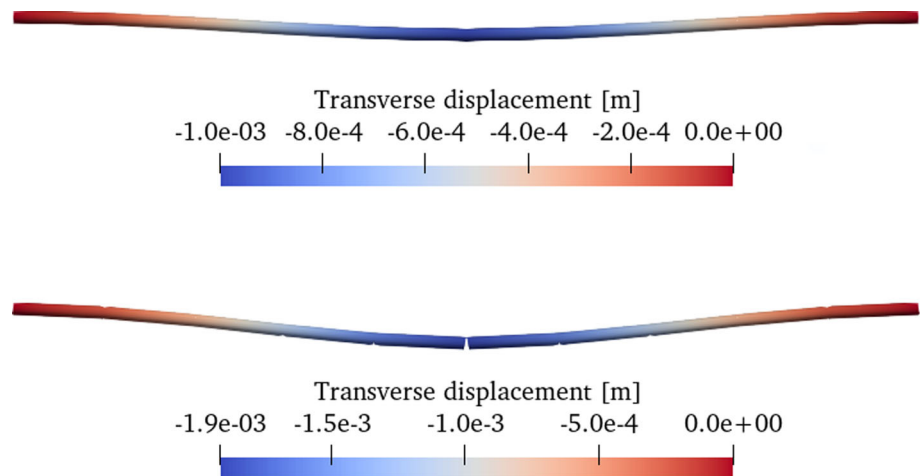 Transverse displacement [m]
-1.0e-03 -8.0e-4 -6.0e-4 -4.0e-4 -2.0e-4 0.0e+00
Transverse displacement [m]
-1.9e-03 -1.5e-3 -1.0e-3 -5.0e-4 0.0e+00